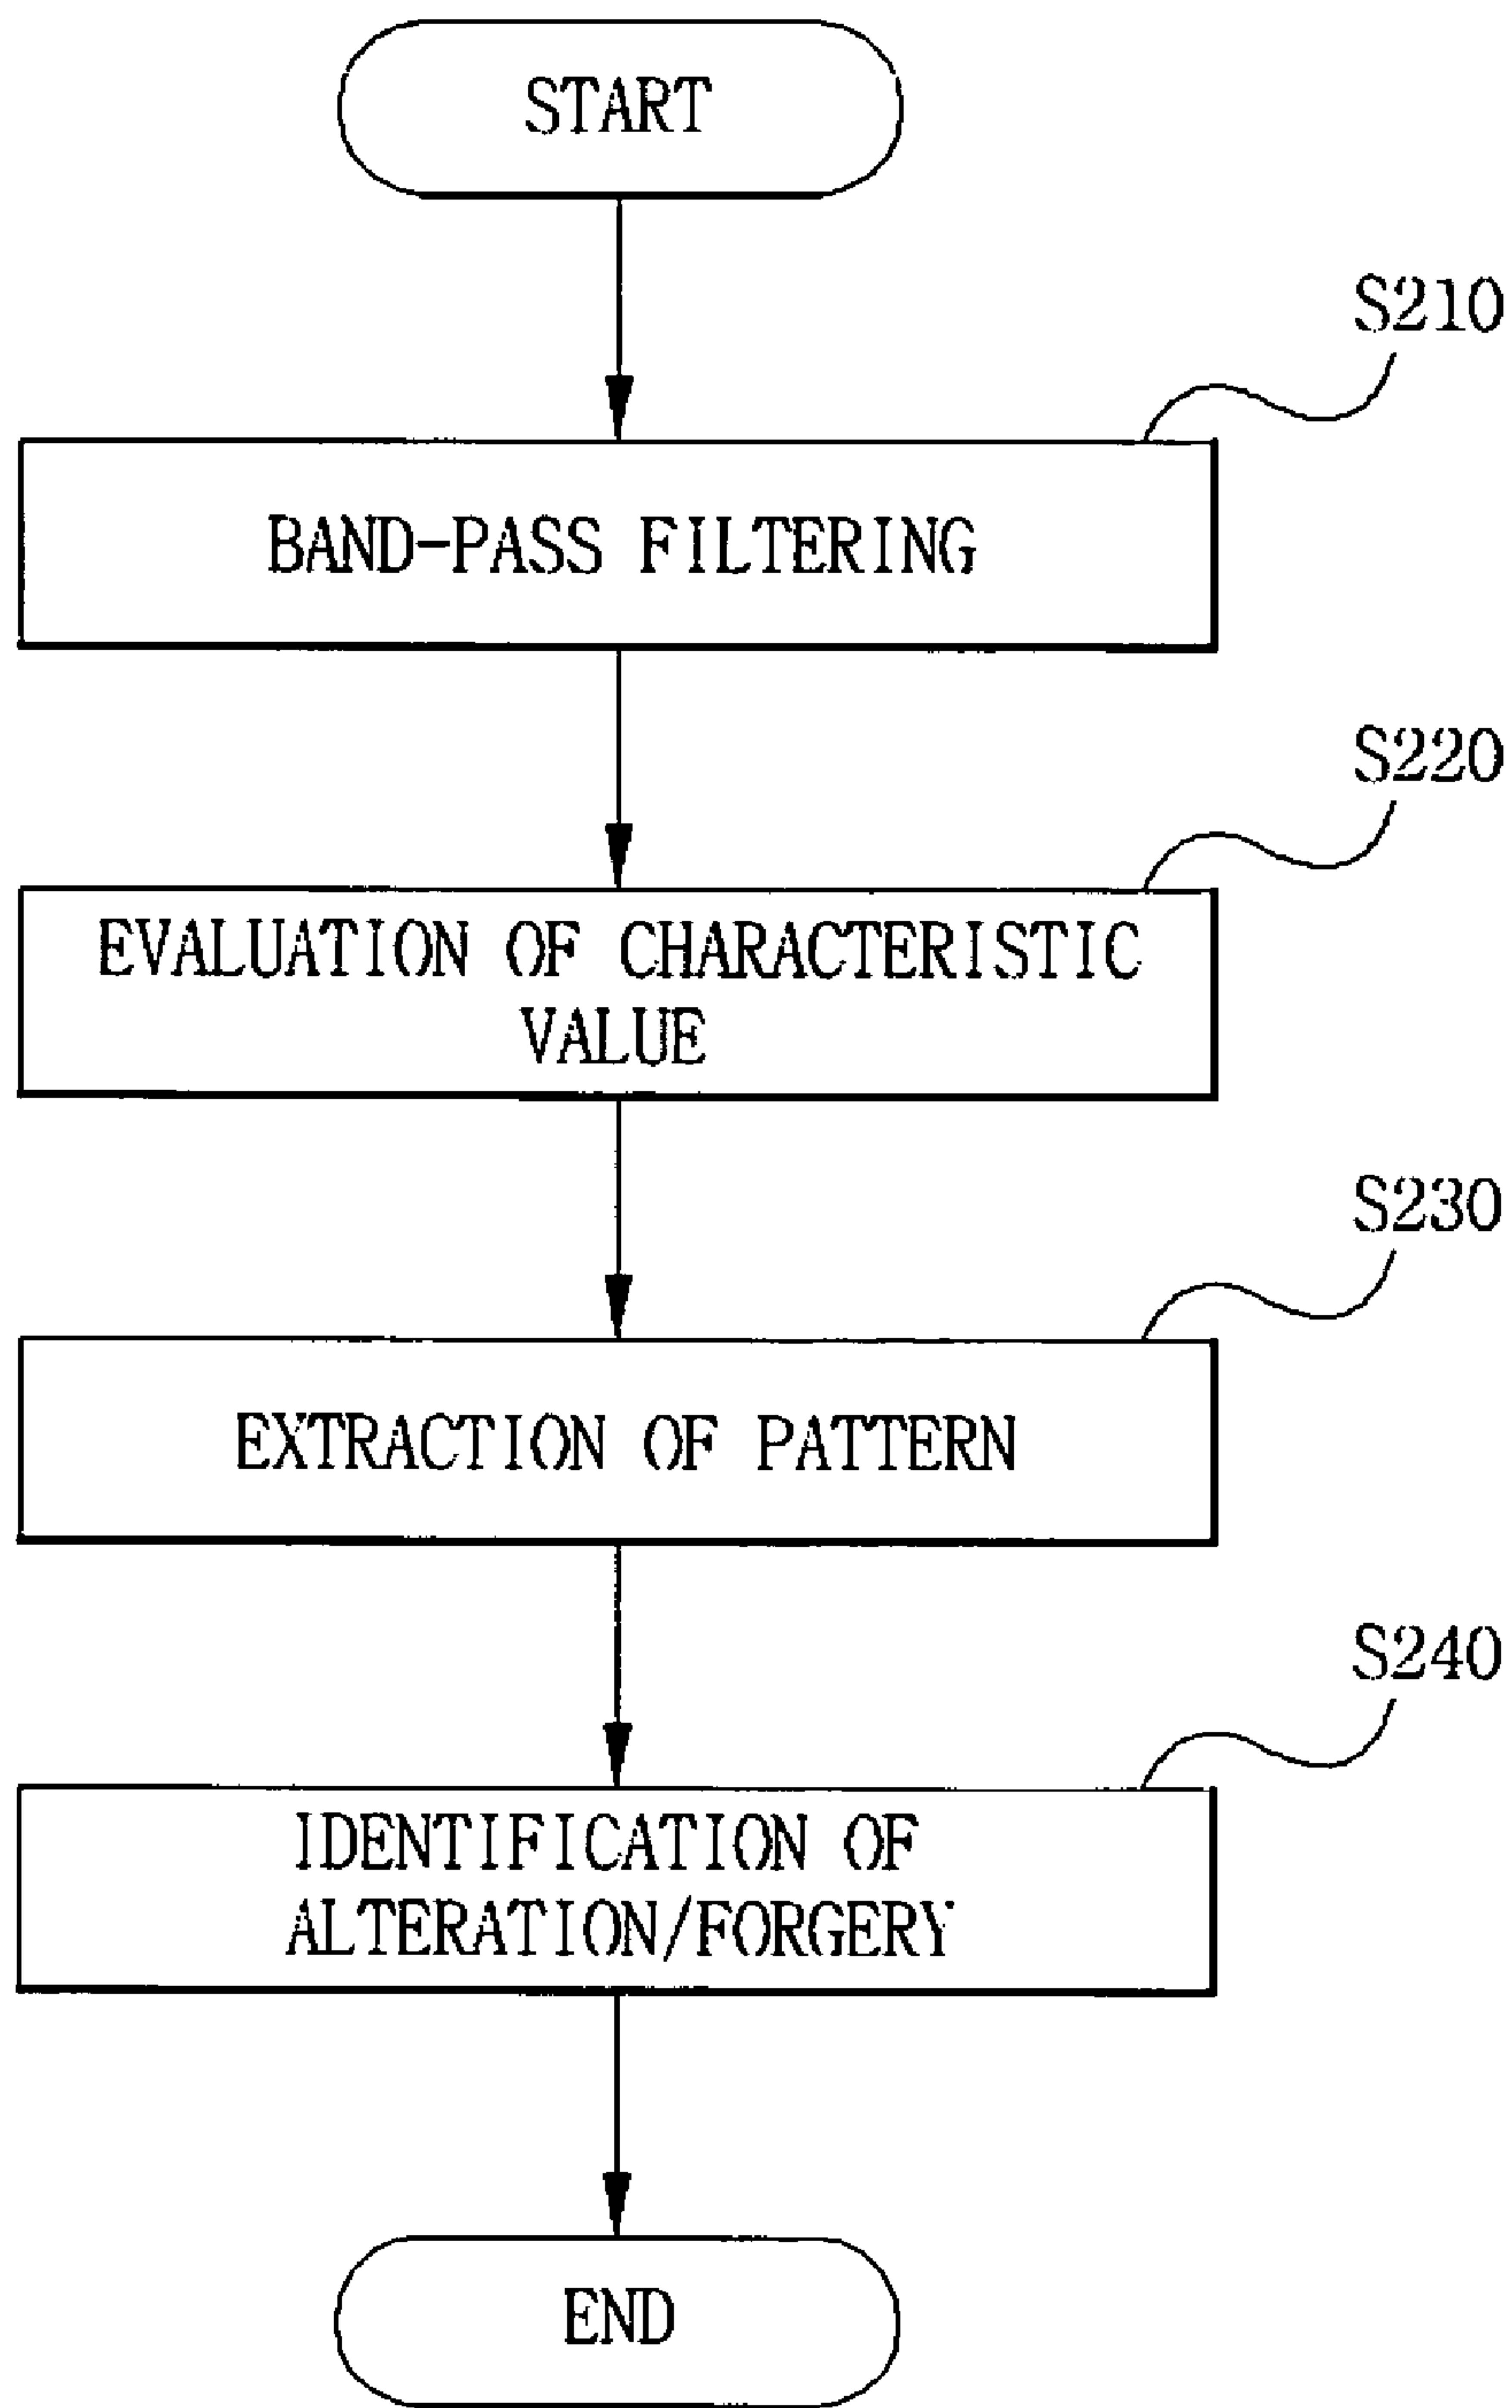 START
S210
BAND-PASS FILTERING
S220
EVALUATION OF CHARACTERISTIC
VALUE
S230
EXTRACTION OF PATTERN
S240
IDENTIFICATION OF
ALTERATION/FORGERY
END